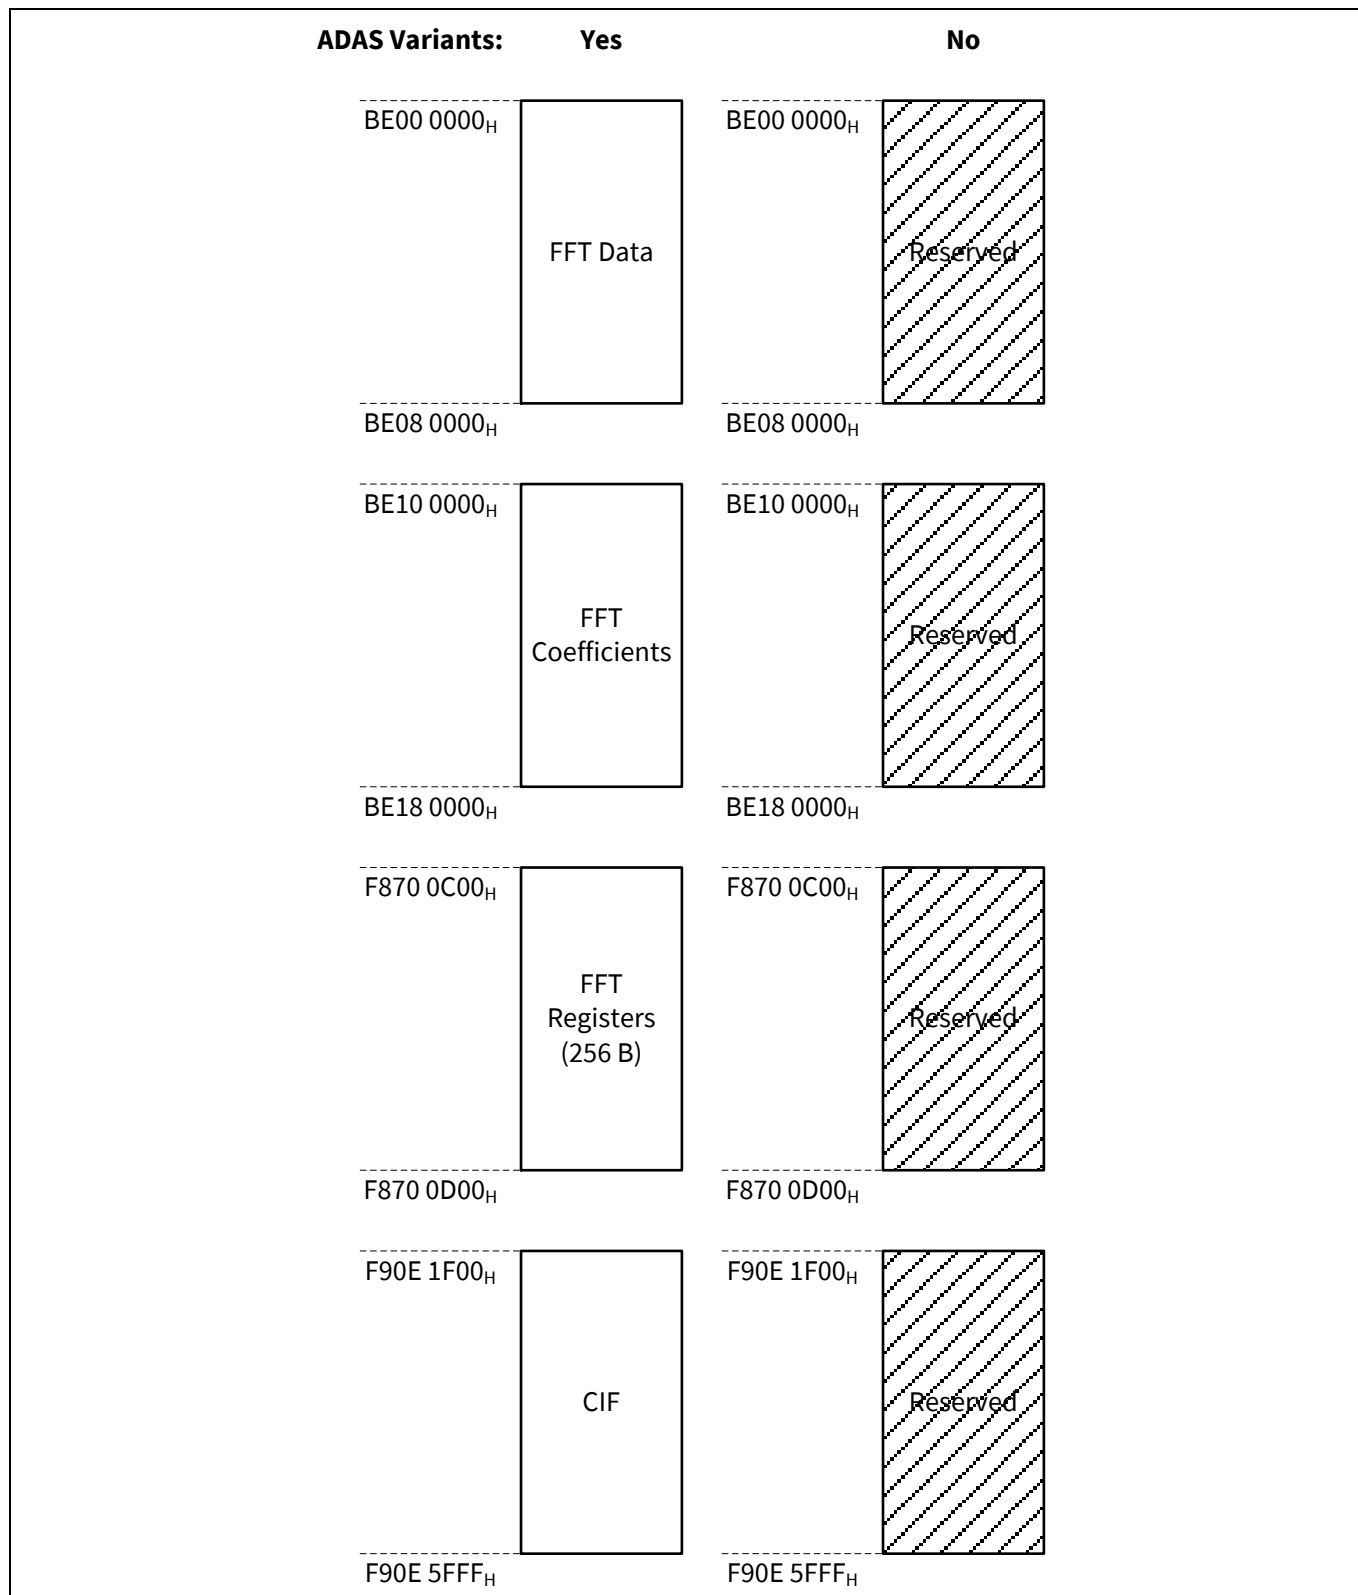 ADAS Variants: Yes No
BE00 0000H BE00 0000H
FFT Data Reserved
BE08 0000H BE08 0000H
BE10 0000H BE10 0000H
FFT
Coefficients Reserved
BE18 0000H BE18 0000H
F870 0C00H F870 0C00H
FFT
Registers Reserved
(256 B)
F870 0D00H F870 0D00H
F90E 1F00H F90E 1F00H
CIF Reserved
F90E 5FFFH F90E 5FFFH